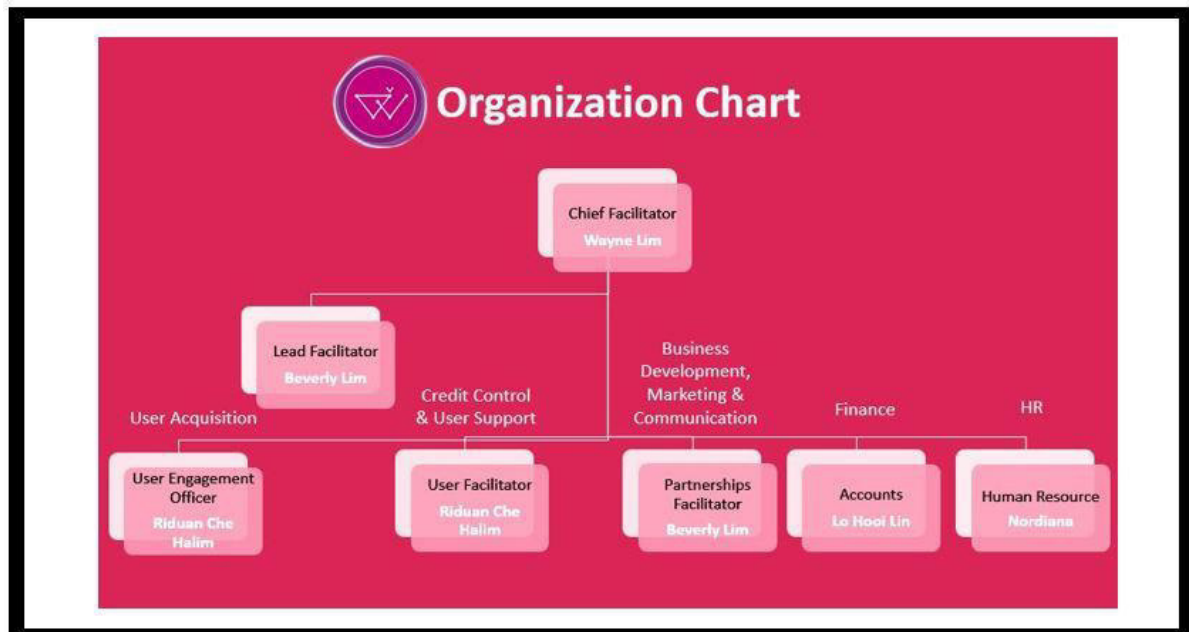 Organization Chart
Chief Facilitator
Wayne Lim
Lead Facilitator
Beverly Lim
User Acquisition
Credit Control
& User Support
Business
Development,
Marketing &
Communication
Finance
HR
User Engagement
Officer
Riduan Che
Halim
User Facilitator
Riduan Che
Halim
Partnerships
Facilitator
Beverly Lim
Accounts
Lo Hooi Lin
Human Resource
Nordiana